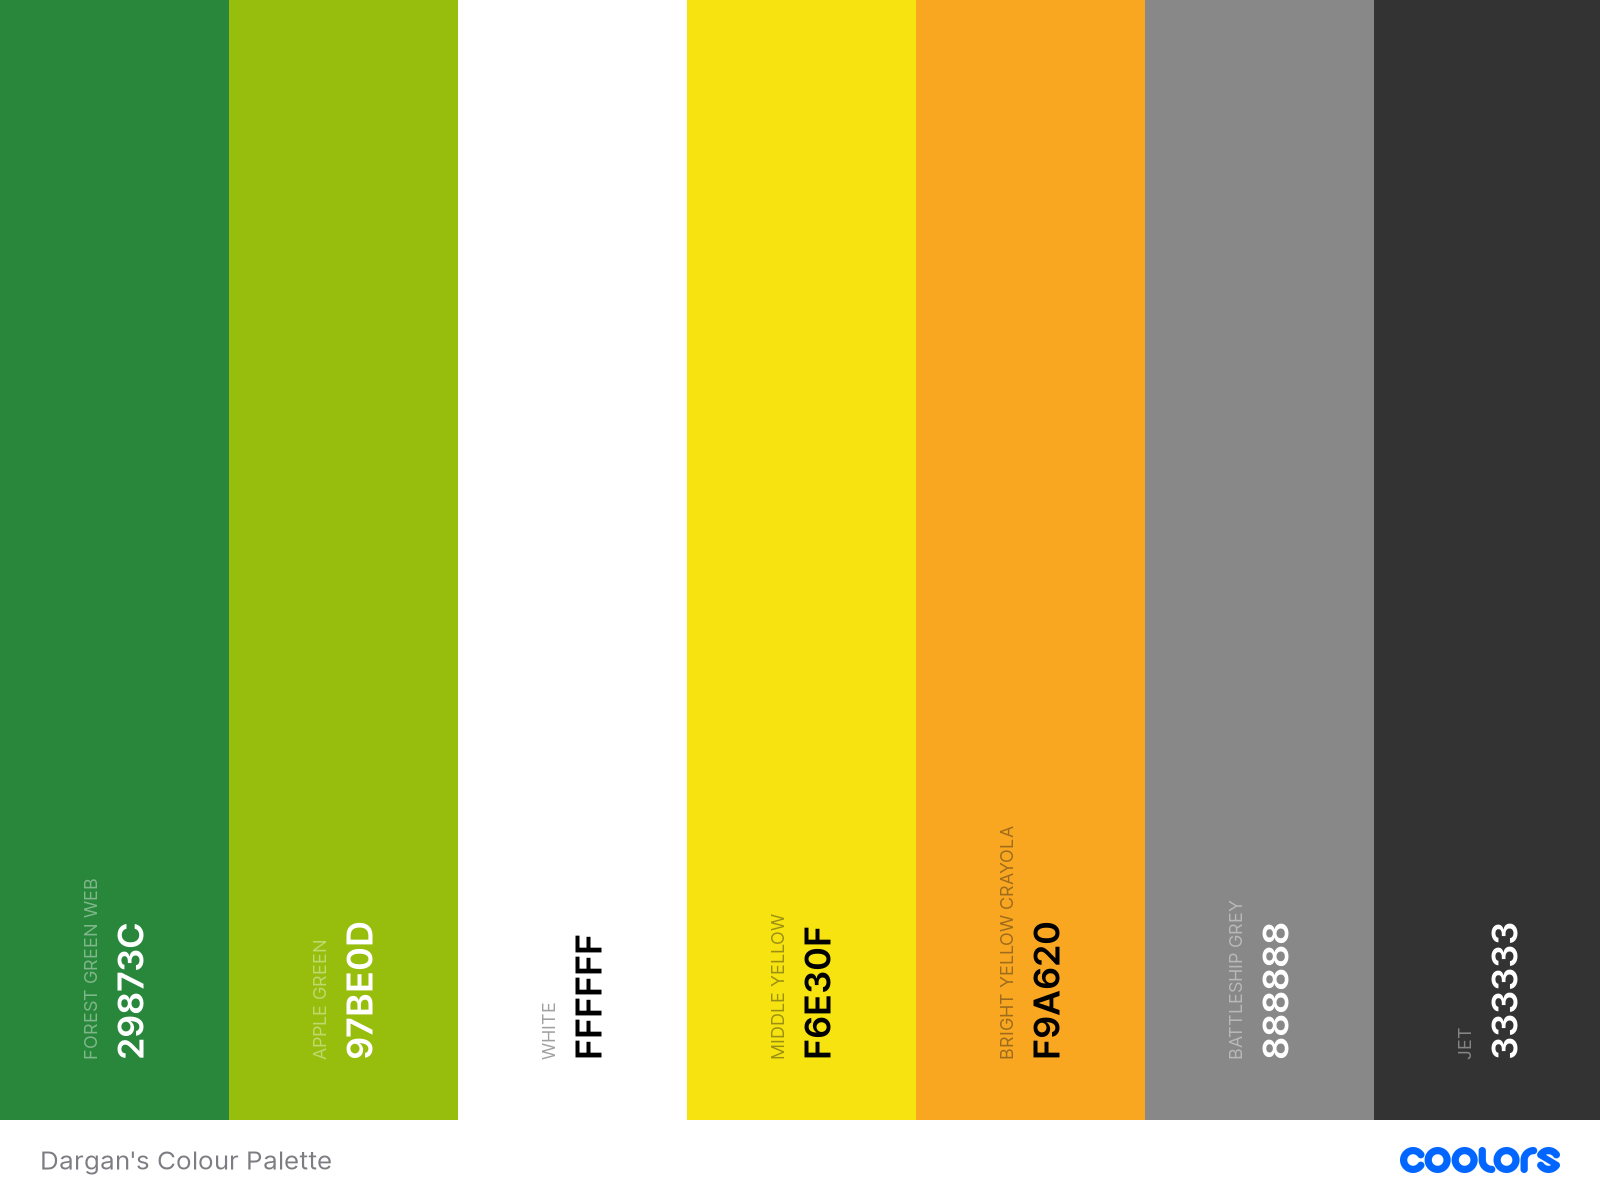 FOREST GREEN WEB
29873C
APPLE GREEN
97BE0D
WHITE
FFFFFF
MIDDLE YELLOW
F6E30F
BRIGHT YELLOW CRAYOLA
F9A620
BATTLESHIP GREY
888888
JET
333333
Dargan's Colour Palette
coolors